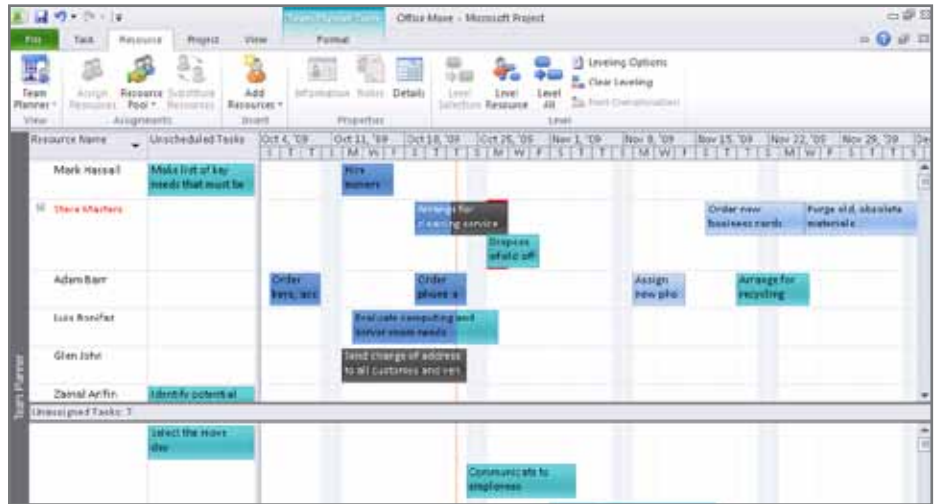 Team Planner Tools
Office Move - Microsoft Project
File Task Resource Project View Format
Team Planner
Assign Resources
Resource Pool
Substitute Resources
Add Resources
Information Notes Details
Level Selection
Level Resource
Level All
Leveling Options
Clear Leveling
Next Overallocation
View Assignments Insert Properties Level
Resource Name Unscheduled Tasks Oct 4, '09 Oct 11, '09 Oct 18, '09 Oct 25, '09 Nov 1, '09 Nov 8, '09 Nov 15, '09 Nov 22, '09 Nov 29, '09
S T T S M W F S T T S M W F S T T S M W F S T T S M W F S T T S
Mark Hassall
Make list of key
needs that must be
Hire
movers
Steve Masters
Arrange for
cleaning service
Order new
business cards
Purge old, obsolete
materials
Dispose
of old off
Adam Barr
Order
keys, acc
Order
phone a
Assign
new pho
Arrange for
recycling
Luis Bonifaz
Evaluate computing and
server room needs
Glen John
Send change of address
to all customes and ven
Zainal Arifin
Identify potential
Team Planner
Unassigned Tasks: 7
Select the move
day
Communicate to
employees